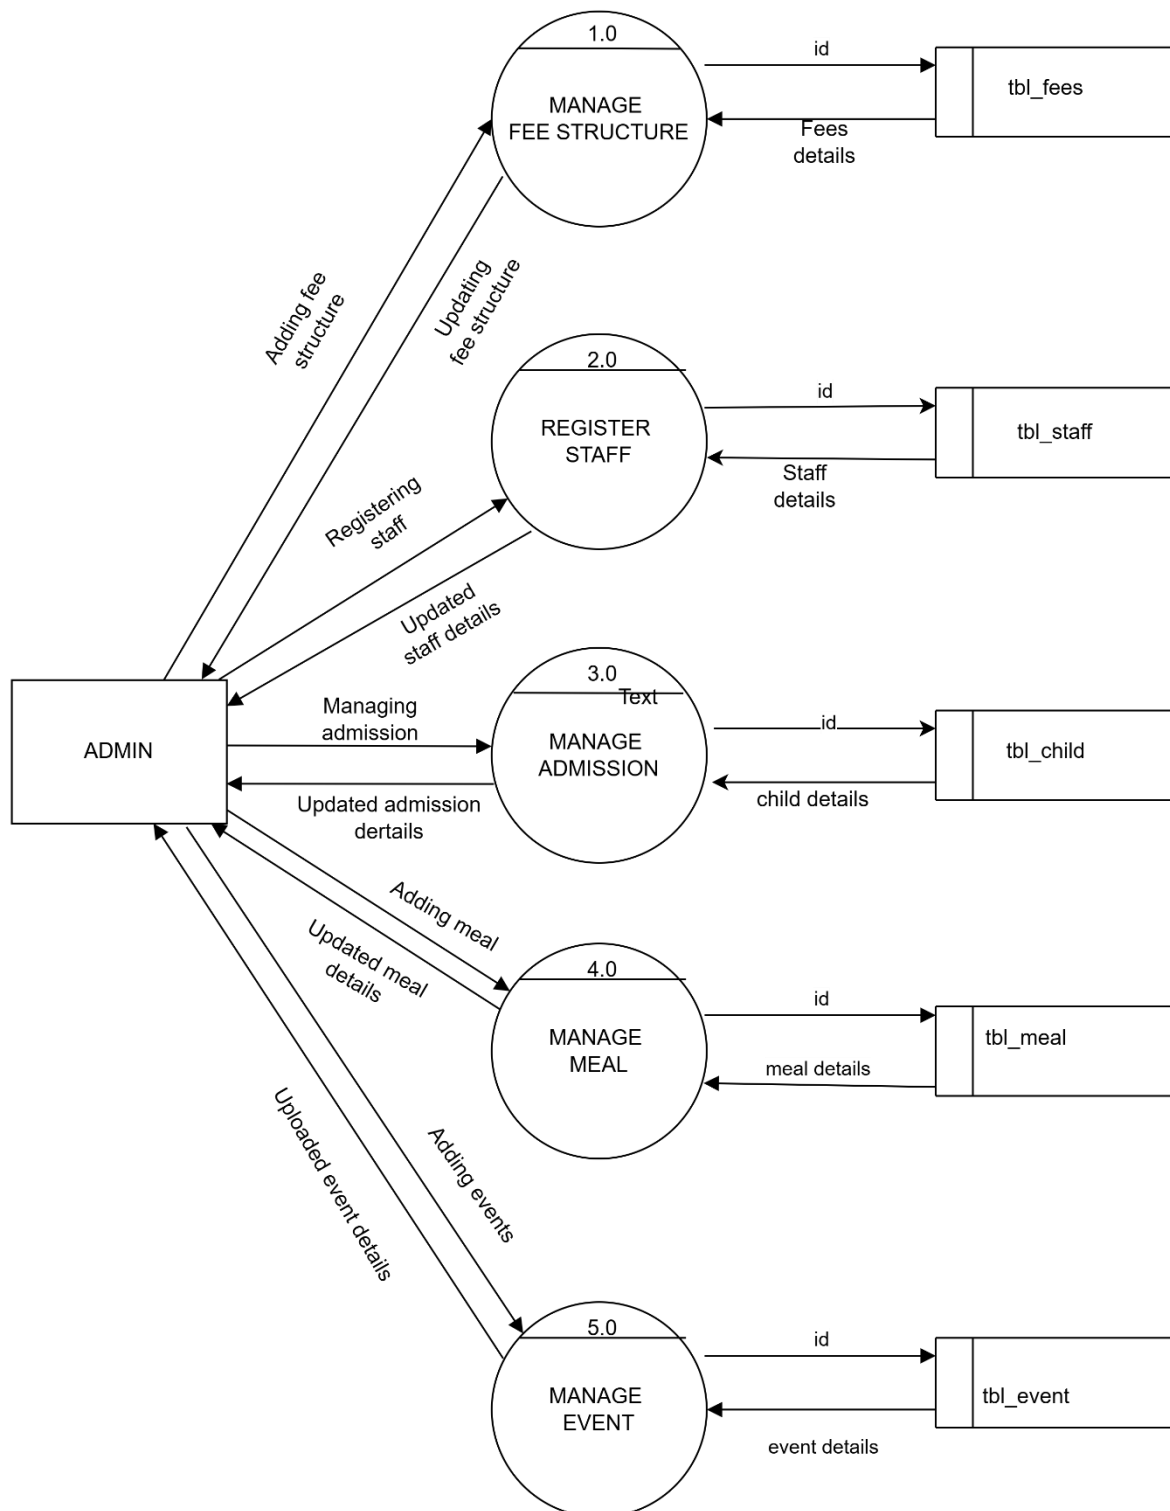 1.0
MANAGE
FEE STRUCTURE
id
Fees
details
tbl_fees
Adding fee
structure
Updating
fee structure
2.0
REGISTER
STAFF
id
Staff
details
tbl_staff
Registering
staff
Updated
staff details
ADMIN
Managing
admission
Updated admission
dertails
3.0
Text
MANAGE
ADMISSION
id
child details
tbl_child
Adding meal
Updated meal
details
4.0
MANAGE
MEAL
id
meal details
tbl_meal
Adding events
Uploaded event details
5.0
MANAGE
EVENT
id
event details
tbl_event